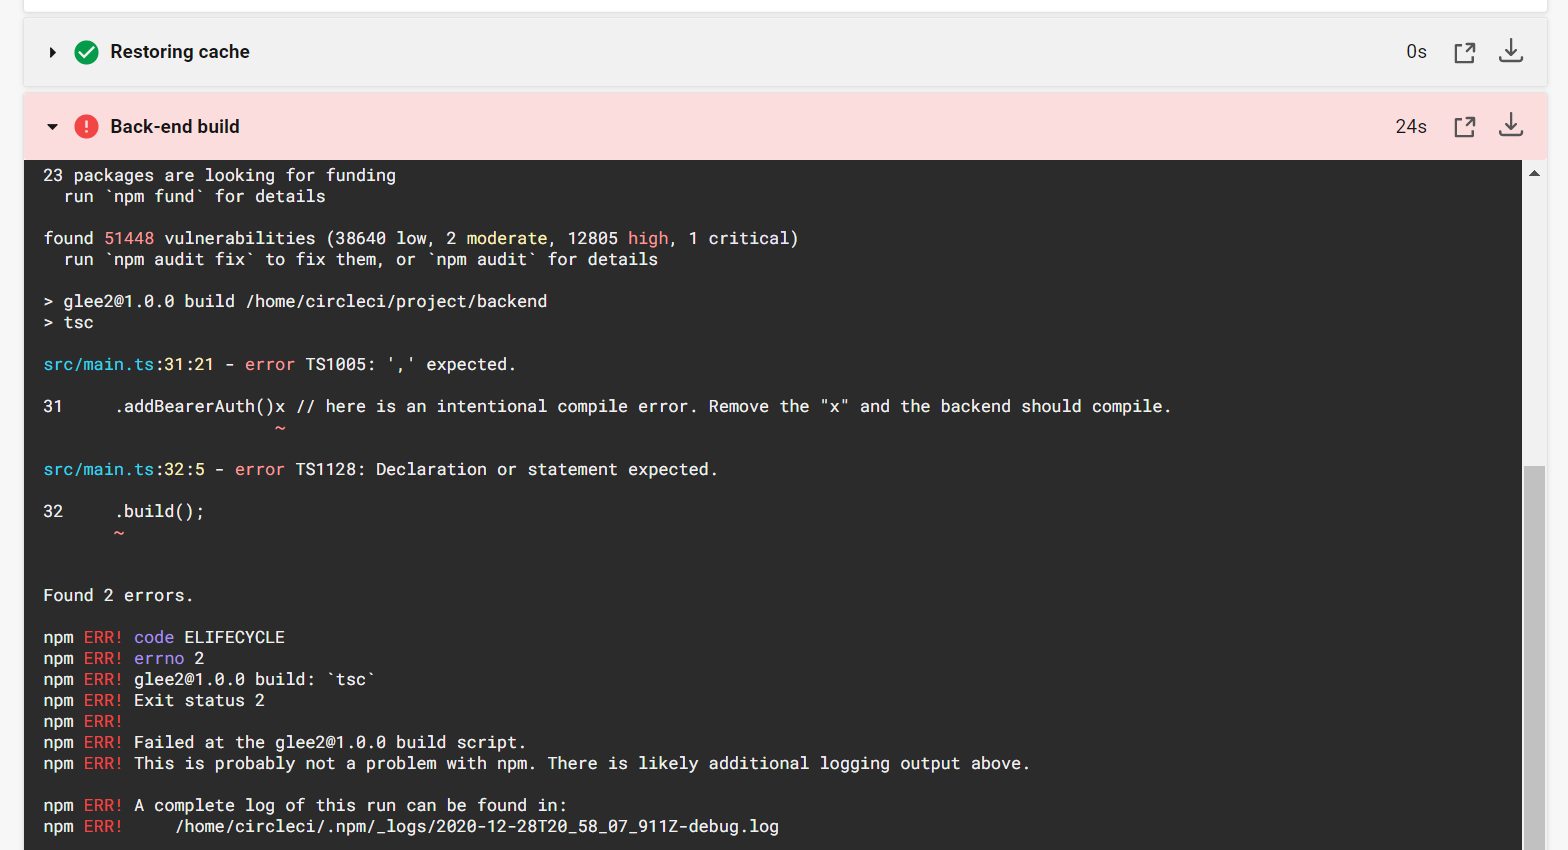 Restoring cache 0s
Back-end build 24s
23 packages are looking for funding
  run `npm fund` for details

found 51448 vulnerabilities (38640 low, 2 moderate, 12805 high, 1 critical)
  run `npm audit fix` to fix them, or `npm audit` for details

> glee2@1.0.0 build /home/circleci/project/backend
> tsc

src/main.ts:31:21 - error TS1005: ',' expected.

31     .addBearerAuth()x // here is an intentional compile error. Remove the "x" and the backend should compile.
                       ~

src/main.ts:32:5 - error TS1128: Declaration or statement expected.

32     .build();
       ~

Found 2 errors.

npm ERR! code ELIFECYCLE
npm ERR! errno 2
npm ERR! glee2@1.0.0 build: `tsc`
npm ERR! Exit status 2
npm ERR!
npm ERR! Failed at the glee2@1.0.0 build script.
npm ERR! This is probably not a problem with npm. There is likely additional logging output above.

npm ERR! A complete log of this run can be found in:
npm ERR!     /home/circleci/.npm/_logs/2020-12-28T20_58_07_911Z-debug.log